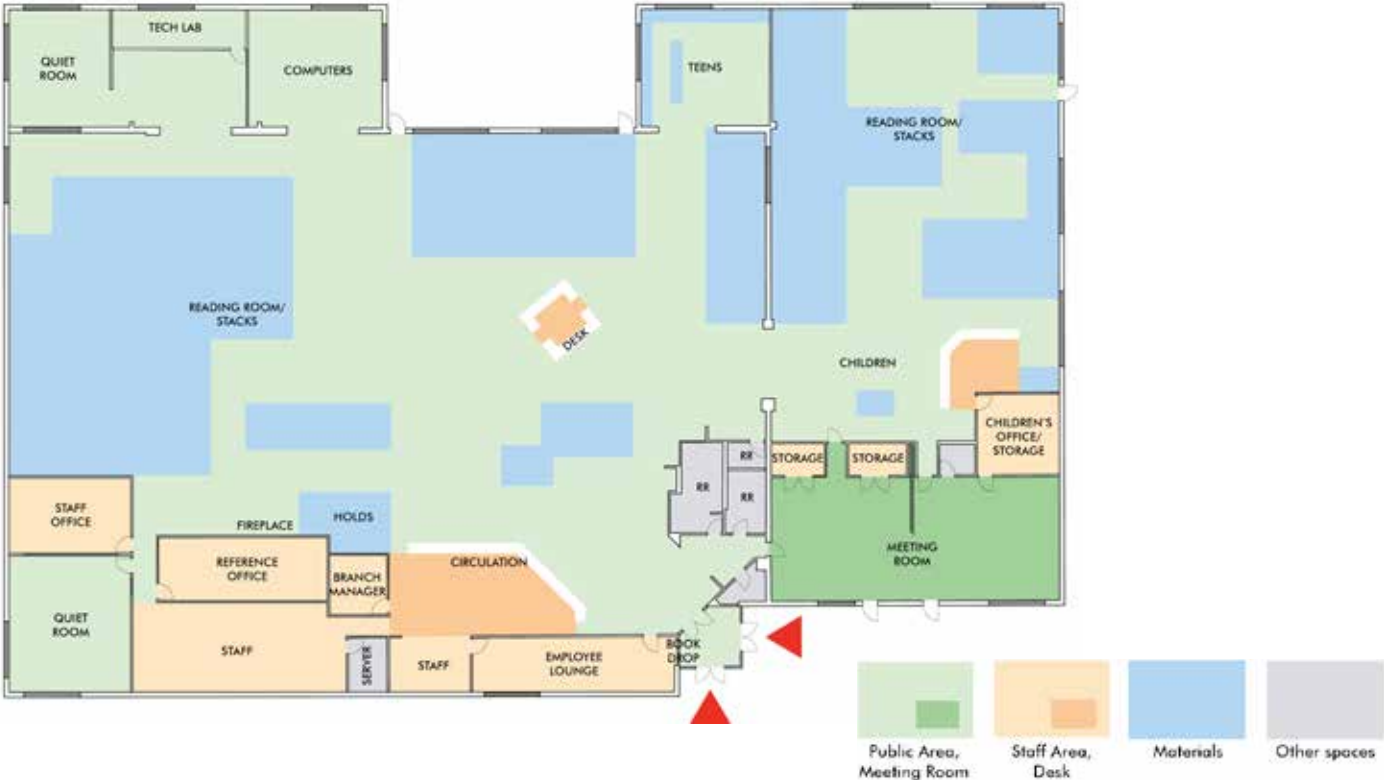 TECH LAB
QUIET
ROOM
COMPUTERS
TEENS
READING ROOM/
STACKS
READING ROOM/
STACKS
DESK
CHILDREN
CHILDREN'S
OFFICE/
STORAGE
RR
STORAGE
STORAGE
RR
RR
STAFF
OFFICE
HOLDS
FIREPLACE
MEETING
ROOM
REFERENCE
OFFICE
CIRCULATION
BRANCH
MANAGER
QUIET
ROOM
STAFF
SERVER
STAFF
EMPLOYEE
LOUNGE
BOOK
DROP
Public Area,
Meeting Room
Staff Area,
Desk
Materials
Other spaces